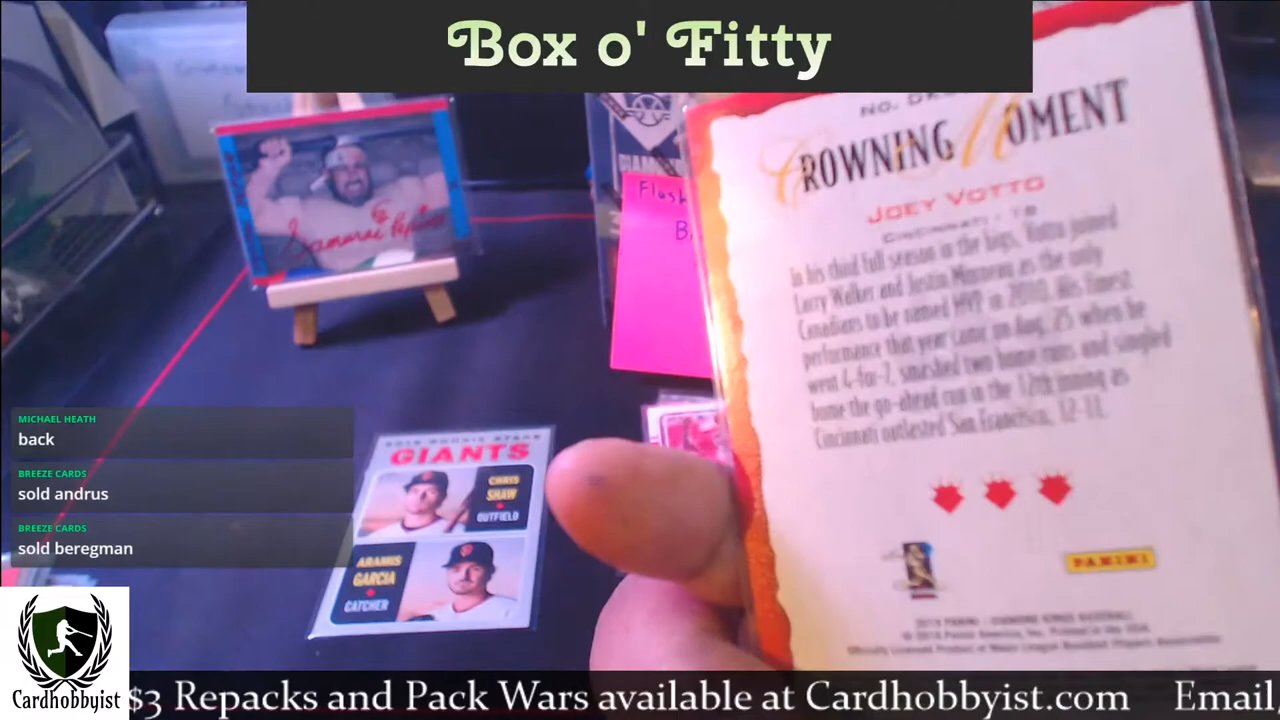 Box o' Fitty
NO. DK
CROWNING MOMENT
JOEY VOTTO
CINCINNATI • 1B
In his third full season in the bigs, Votto joined
Larry Walker and Justin Morneau as the only
Canadians to be named MVP in 2010. His finest
performance that year came on Aug. 25 when he
went 4-for-7, smashed two home runs and singled
home the go-ahead run in the 12th inning as
Cincinnati outlasted San Francisco, 12-11.
PANINI
MICHAEL HEATH
back
BREEZE CARDS
sold andrus
BREEZE CARDS
sold beregman
ROOKIE STARS
GIANTS
CHRIS
SHAW
OUTFIELD
ARAMIS
GARCIA
CATCHER
Cardhobbyist
$3 Repacks and Pack Wars available at Cardhobbyist.com Email,